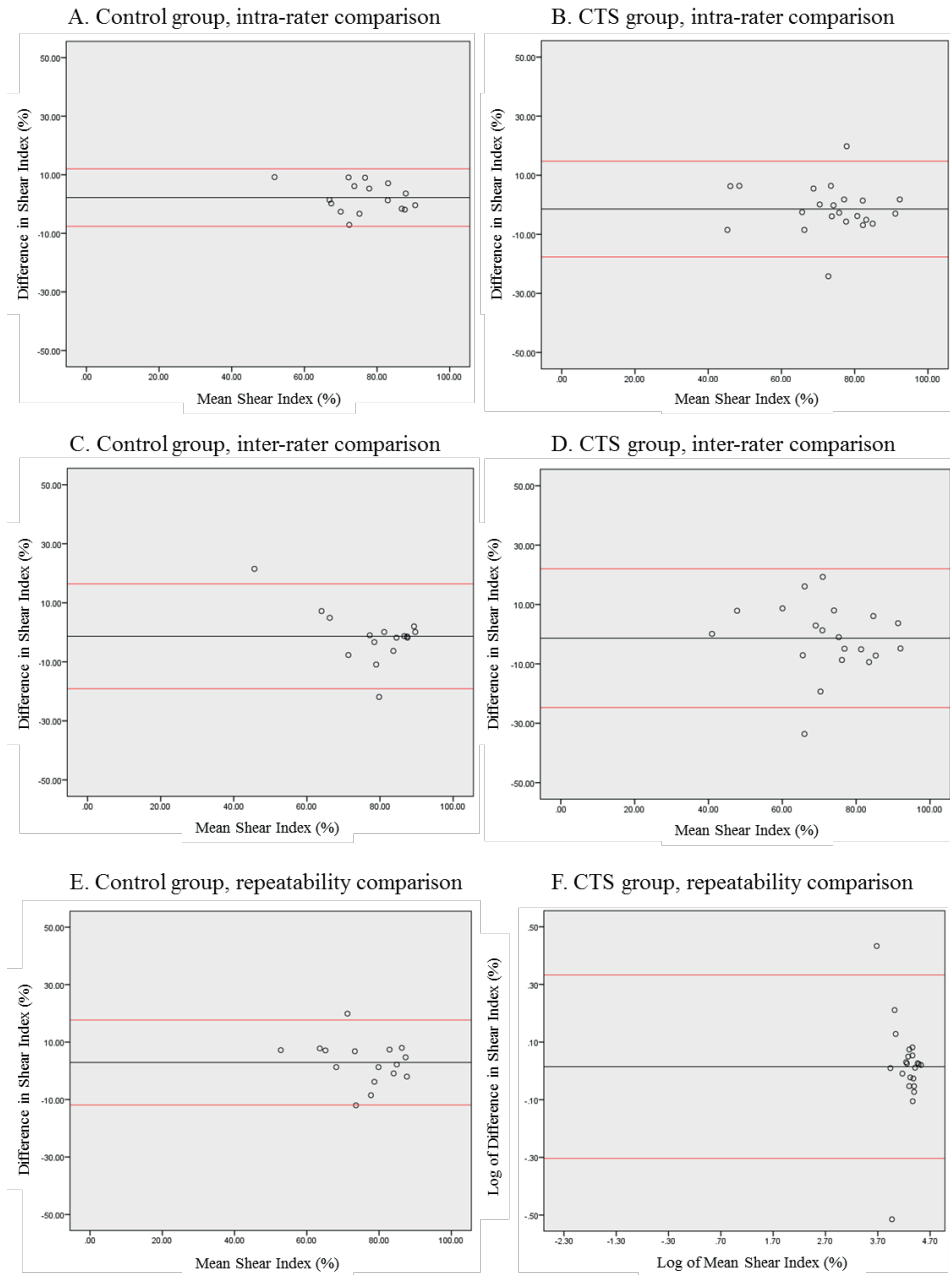 A. Control group, intra-rater comparison
Difference in Shear Index (%)
50.00
30.00
10.00
-10.00
-30.00
-50.00
.00 20.00 40.00 60.00 80.00 100.00
Mean Shear Index (%)
B. CTS group, intra-rater comparison
Difference in Shear Index (%)
50.00
30.00
10.00
-10.00
-30.00
-50.00
.00 20.00 40.00 60.00 80.00 100.00
Mean Shear Index (%)
C. Control group, inter-rater comparison
Difference in Shear Index (%)
50.00
30.00
10.00
-10.00
-30.00
-50.00
.00 20.00 40.00 60.00 80.00 100.00
Mean Shear Index (%)
D. CTS group, inter-rater comparison
Difference in Shear Index (%)
50.00
30.00
10.00
-10.00
-30.00
-50.00
.00 20.00 40.00 60.00 80.00 100.00
Mean Shear Index (%)
E. Control group, repeatability comparison
Difference in Shear Index (%)
50.00
30.00
10.00
-10.00
-30.00
-50.00
.00 20.00 40.00 60.00 80.00 100.00
Mean Shear Index (%)
F. CTS group, repeatability comparison
Log of Difference in Shear Index (%)
.50
.30
.10
-.10
-.30
-.50
-2.30 -1.30 -.30 .70 1.70 2.70 3.70 4.70
Log of Mean Shear Index (%)